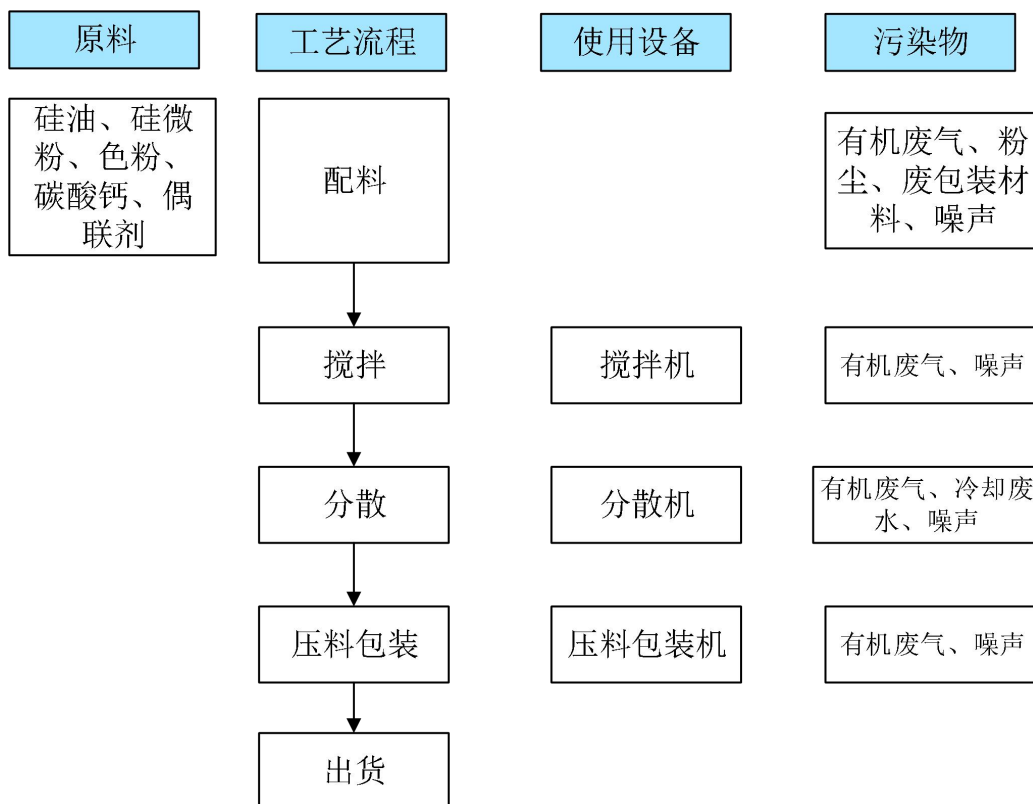 原料
工艺流程
使用设备
污染物
硅油、硅微
粉、色粉、
碳酸钙、偶
联剂
配料
有机废气、粉
尘、废包装材
料、噪声
搅拌
搅拌机
有机废气、噪声
分散
分散机
有机废气、冷却废
水、噪声
压料包装
压料包装机
有机废气、噪声
出货